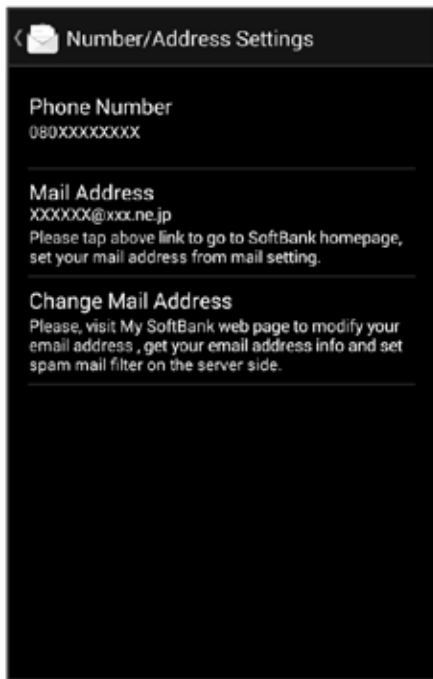 Number/Address Settings
Phone Number
080XXXXXXXX
Mail Address
XXXXXX@xxx.ne.jp
Please tap above link to go to SoftBank homepage,
set your mail address from mail setting.
Change Mail Address
Please, visit My SoftBank web page to modify your
email address , get your email address info and set
spam mail filter on the server side.